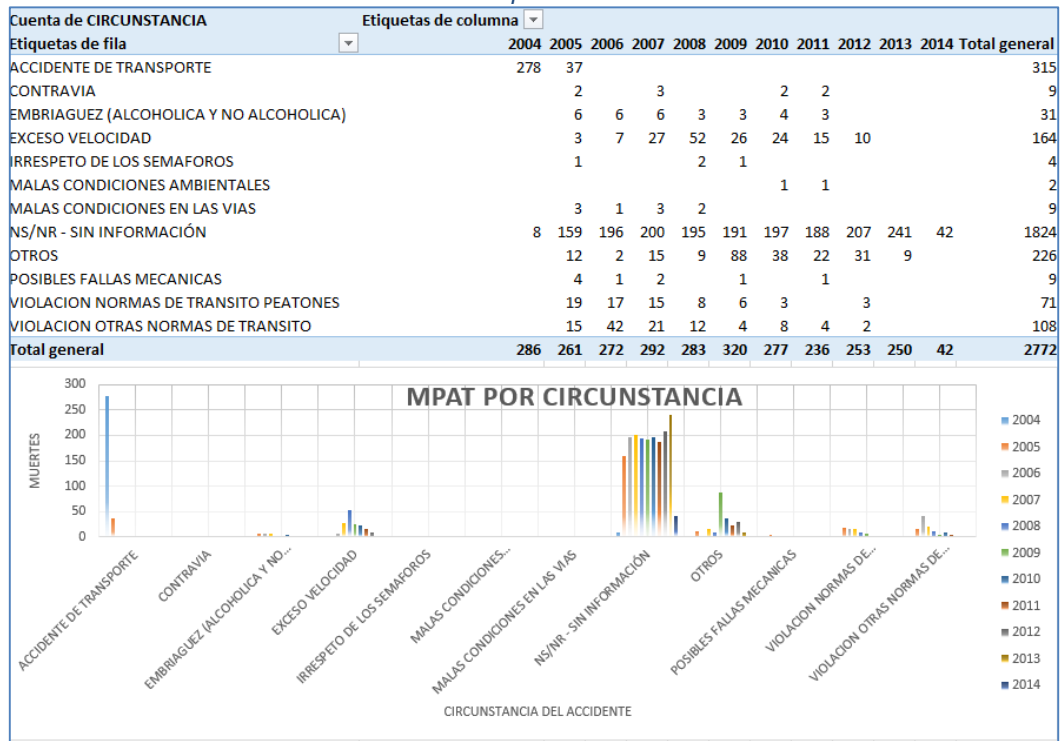 Cuenta de CIRCUNSTANCIA Etiquetas de columna
Etiquetas de fila 2004 2005 2006 2007 2008 2009 2010 2011 2012 2013 2014 Total general
ACCIDENTE DE TRANSPORTE 278 37 315
CONTRAVIA 2 3 2 2 9
EMBRIAGUEZ (ALCOHOLICA Y NO ALCOHOLICA) 6 6 6 3 3 4 3 31
EXCESO VELOCIDAD 3 7 27 52 26 24 15 10 164
IRRESPETO DE LOS SEMAFOROS 1 2 1 4
MALAS CONDICIONES AMBIENTALES 1 1 2
MALAS CONDICIONES EN LAS VIAS 3 1 3 2 9
NS/NR - SIN INFORMACIÓN 8 159 196 200 195 191 197 188 207 241 42 1824
OTROS 12 2 15 9 88 38 22 31 9 226
POSIBLES FALLAS MECANICAS 4 1 2 1 1 9
VIOLACION NORMAS DE TRANSITO PEATONES 19 17 15 8 6 3 3 71
VIOLACION OTRAS NORMAS DE TRANSITO 15 42 21 12 4 8 4 2 108
Total general 286 261 272 292 283 320 277 236 253 250 42 2772
MPAT POR CIRCUNSTANCIA
MUERTES
300
250
200
150
100
50
0
ACCIDENTE DE TRANSPORTE
CONTRAVIA
EMBRIAGUEZ (ALCOHOLICA Y NO...
EXCESO VELOCIDAD
IRRESPETO DE LOS SEMAFOROS
MALAS CONDICIONES...
MALAS CONDICIONES EN LAS VIAS
NS/NR - SIN INFORMACIÓN
OTROS
POSIBLES FALLAS MECANICAS
VIOLACION NORMAS DE...
VIOLACION OTRAS NORMAS DE...
CIRCUNSTANCIA DEL ACCIDENTE
2004
2005
2006
2007
2008
2009
2010
2011
2012
2013
2014